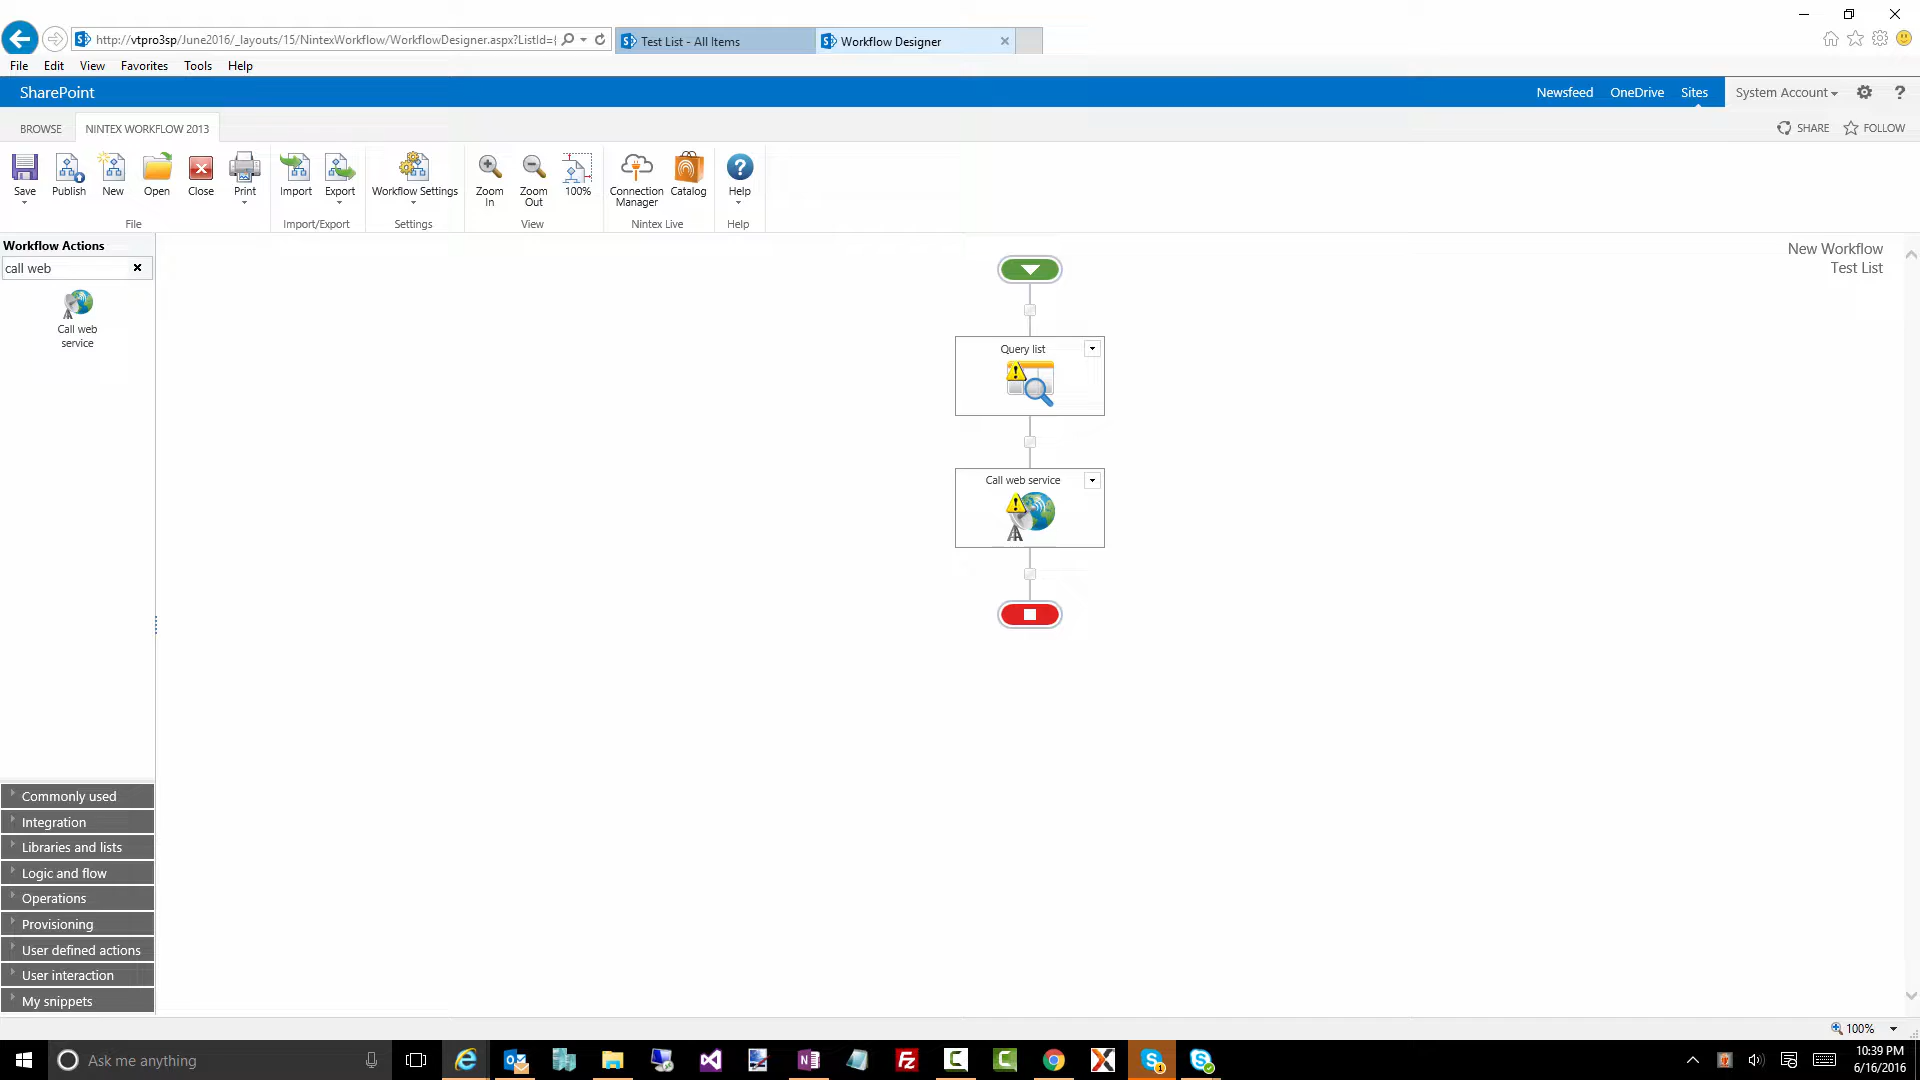 http://vtpro3sp/June2016/_layouts/15/NintexWorkflow/WorkflowDesigner.aspx?ListId={
Test List - All Items
Workflow Designer
File Edit View Favorites Tools Help
SharePoint
Newsfeed OneDrive Sites System Account ?
BROWSE NINTEX WORKFLOW 2013
SHARE FOLLOW
Save Publish New Open Close Print Import Export Workflow Settings Zoom In Zoom Out 100% Connection Manager Catalog Help
File Import/Export Settings View Nintex Live Help
Workflow Actions
call web
Call web
service
New Workflow
Test List
Query list
Call web service
Commonly used
Integration
Libraries and lists
Logic and flow
Operations
Provisioning
User defined actions
User interaction
My snippets
100%
Ask me anything
10:39 PM
6/16/2016